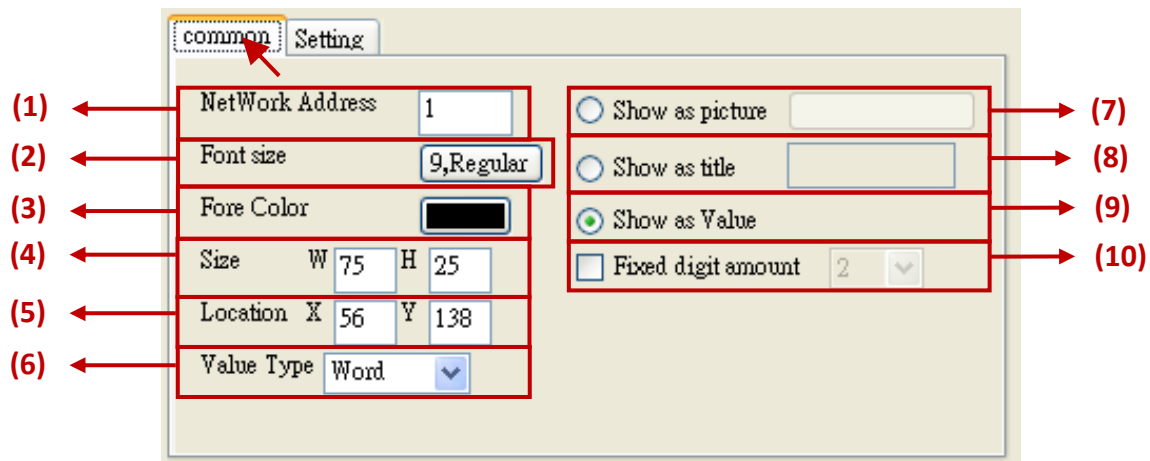 common Setting
(1) NetWork Address 1
(2) Font size 9,Regular
(3) Fore Color
(4) Size W 75 H 25
(5) Location X 56 Y 138
(6) Value Type Word
Show as picture (7)
Show as title (8)
Show as Value (9)
Fixed digit amount 2 (10)